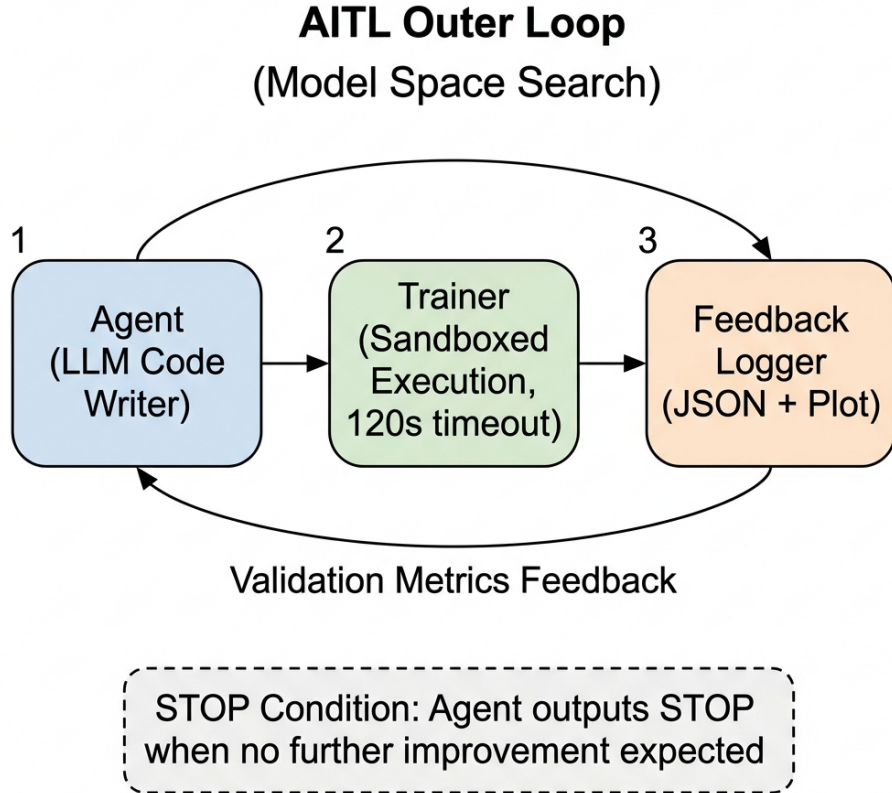 AITL Outer Loop
(Model Space Search)
1
2
3
Agent
(LLM Code
Writer)
Trainer
(Sandboxed
Execution,
120s timeout)
Feedback
Logger
(JSON + Plot)
Validation Metrics Feedback
STOP Condition: Agent outputs STOP
when no further improvement expected